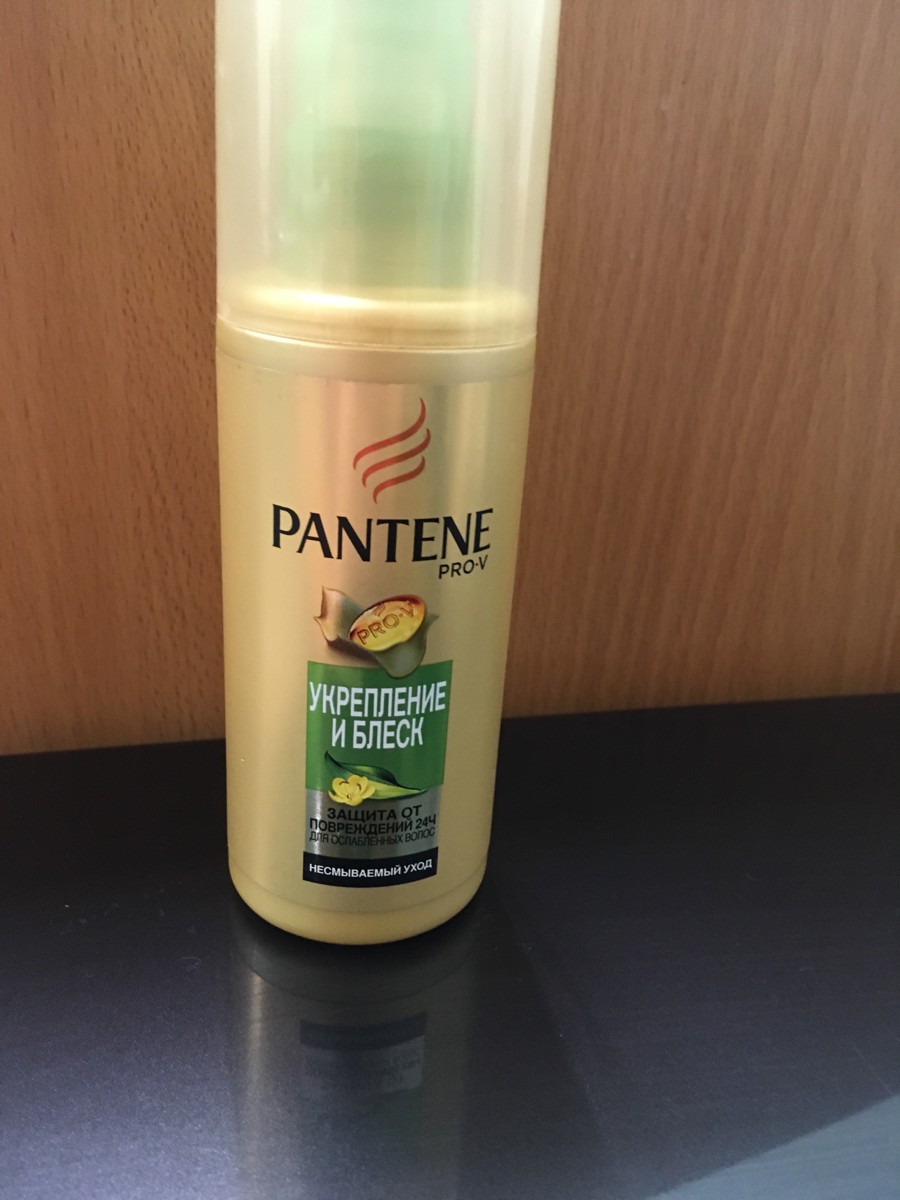 PANTENE
PRO-V
PRO-V
УКРЕПЛЕНИЕ
И БЛЕСК
ЗАЩИТА ОТ
ПОВРЕЖДЕНИЙ 24Ч
ДЛЯ ОСЛАБЛЕННЫХ ВОЛОС
НЕСМЫВАЕМЫЙ УХОД